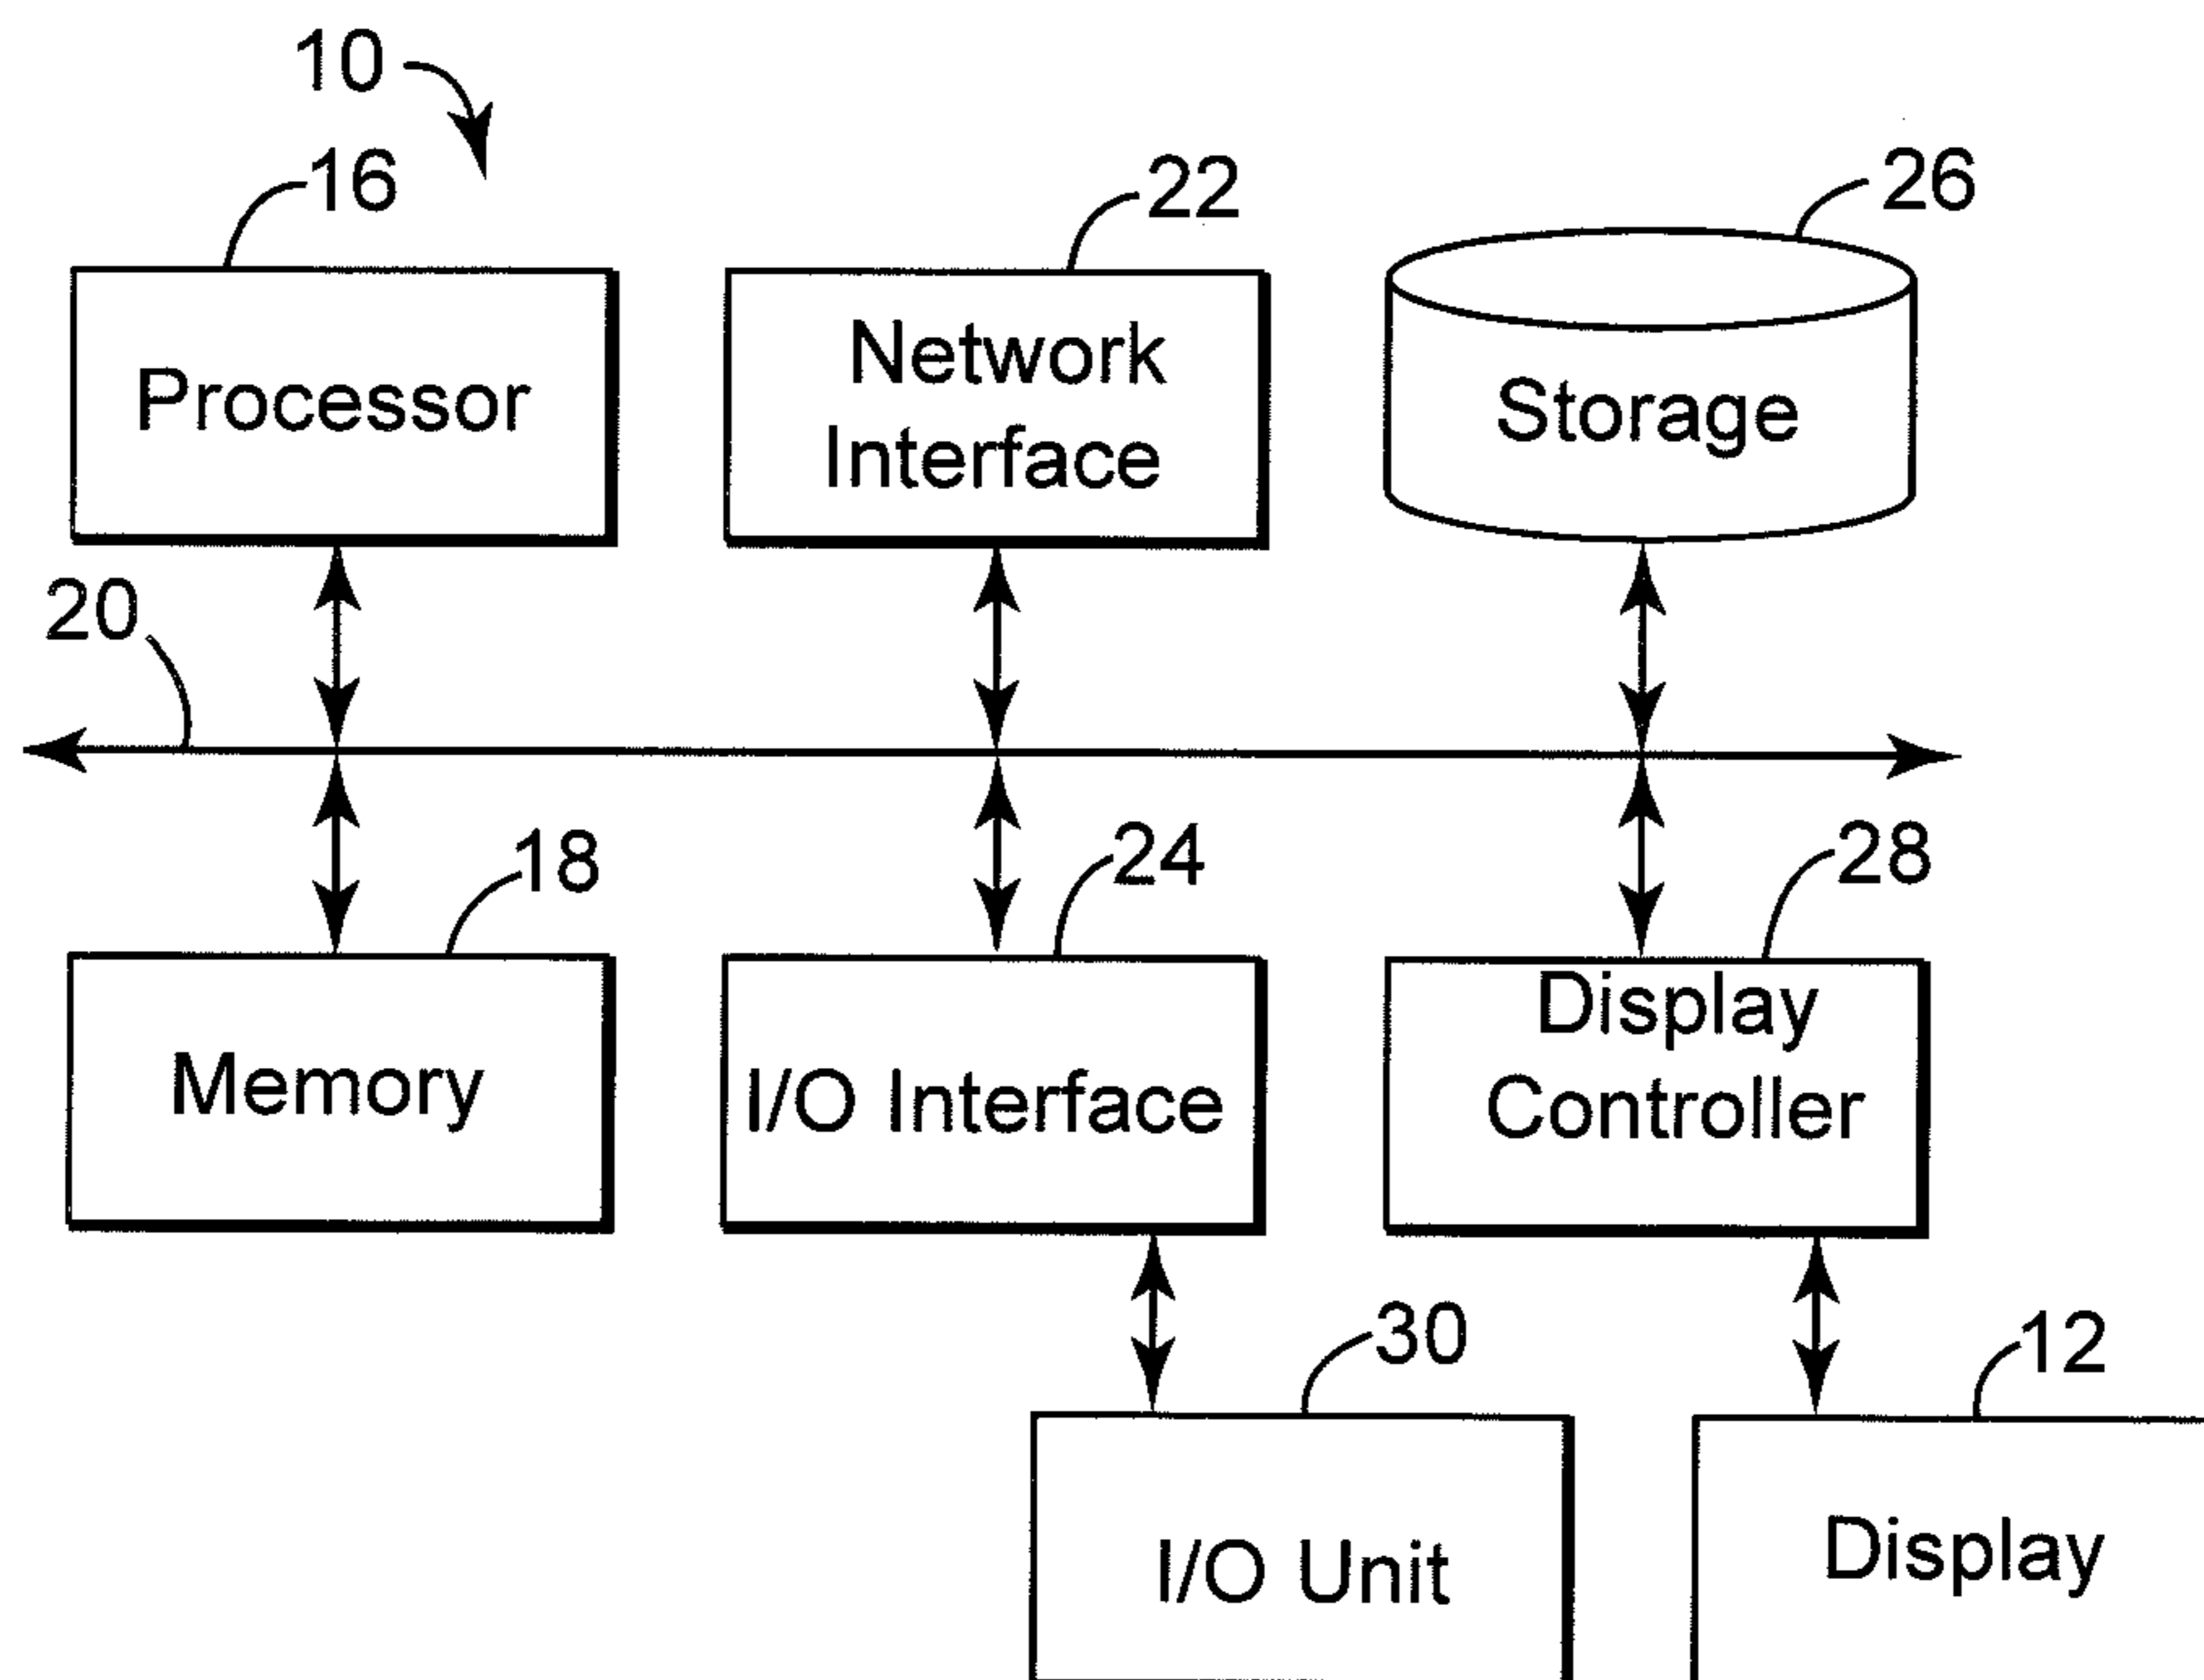 10
16
22
26
Processor
Network
Interface
Storage
20
18
24
28
Memory
I/O Interface
Display
Controller
30
12
I/O Unit
Display